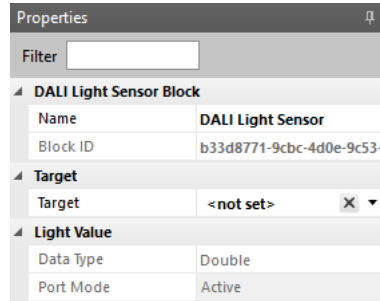 Properties
Filter
DALI Light Sensor Block
Name DALI Light Sensor
Block ID b33d8771-9cbc-4d0e-9c53-
Target
Target <not set>
Light Value
Data Type Double
Port Mode Active